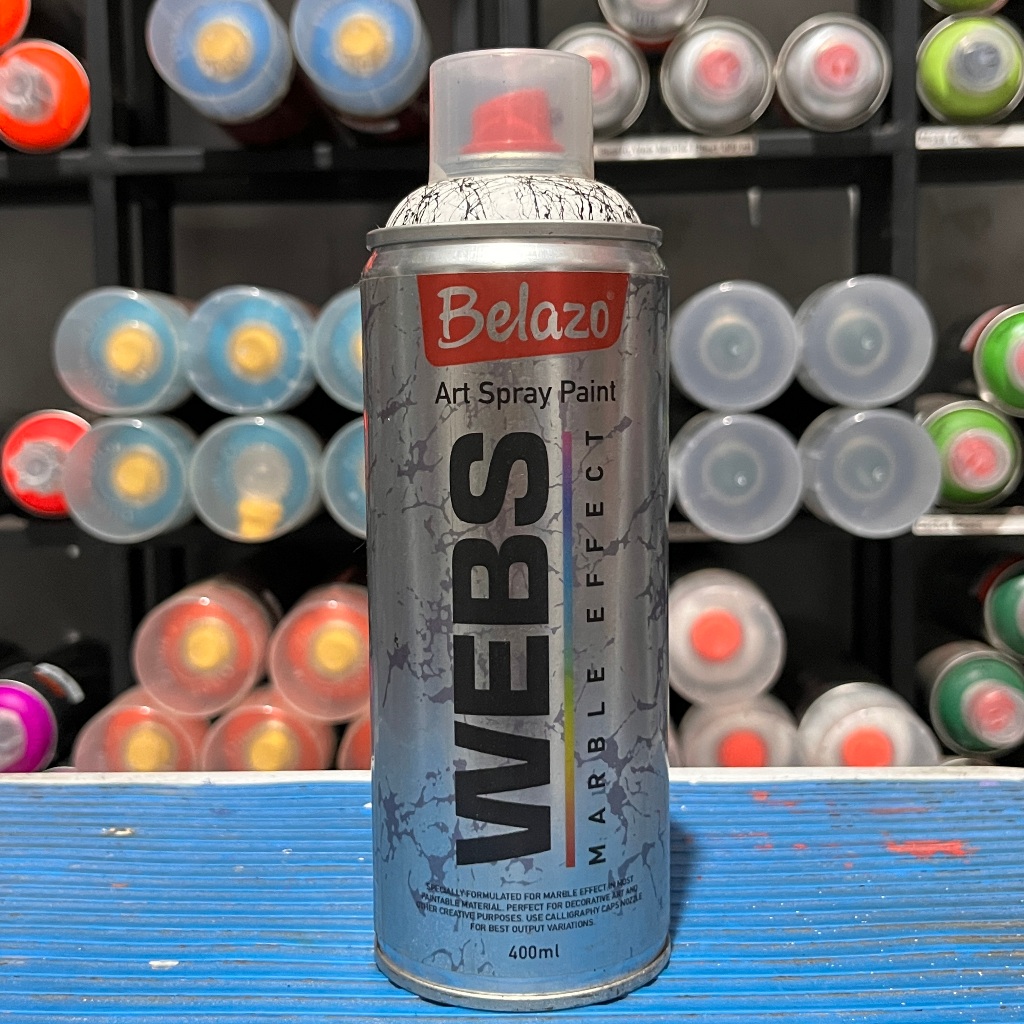 Belazo®
Art Spray Paint
WEBS
MARBLE EFFECT
SPECIALLY FORMULATED FOR MARBLE EFFECT IN MOST
PAINTABLE MATERIAL. PERFECT FOR DECORATIVE ART AND
OTHER CREATIVE PURPOSES. USE CALLIGRAPHY CAPS NOZZLE
FOR BEST OUTPUT VARIATIONS.
400ml